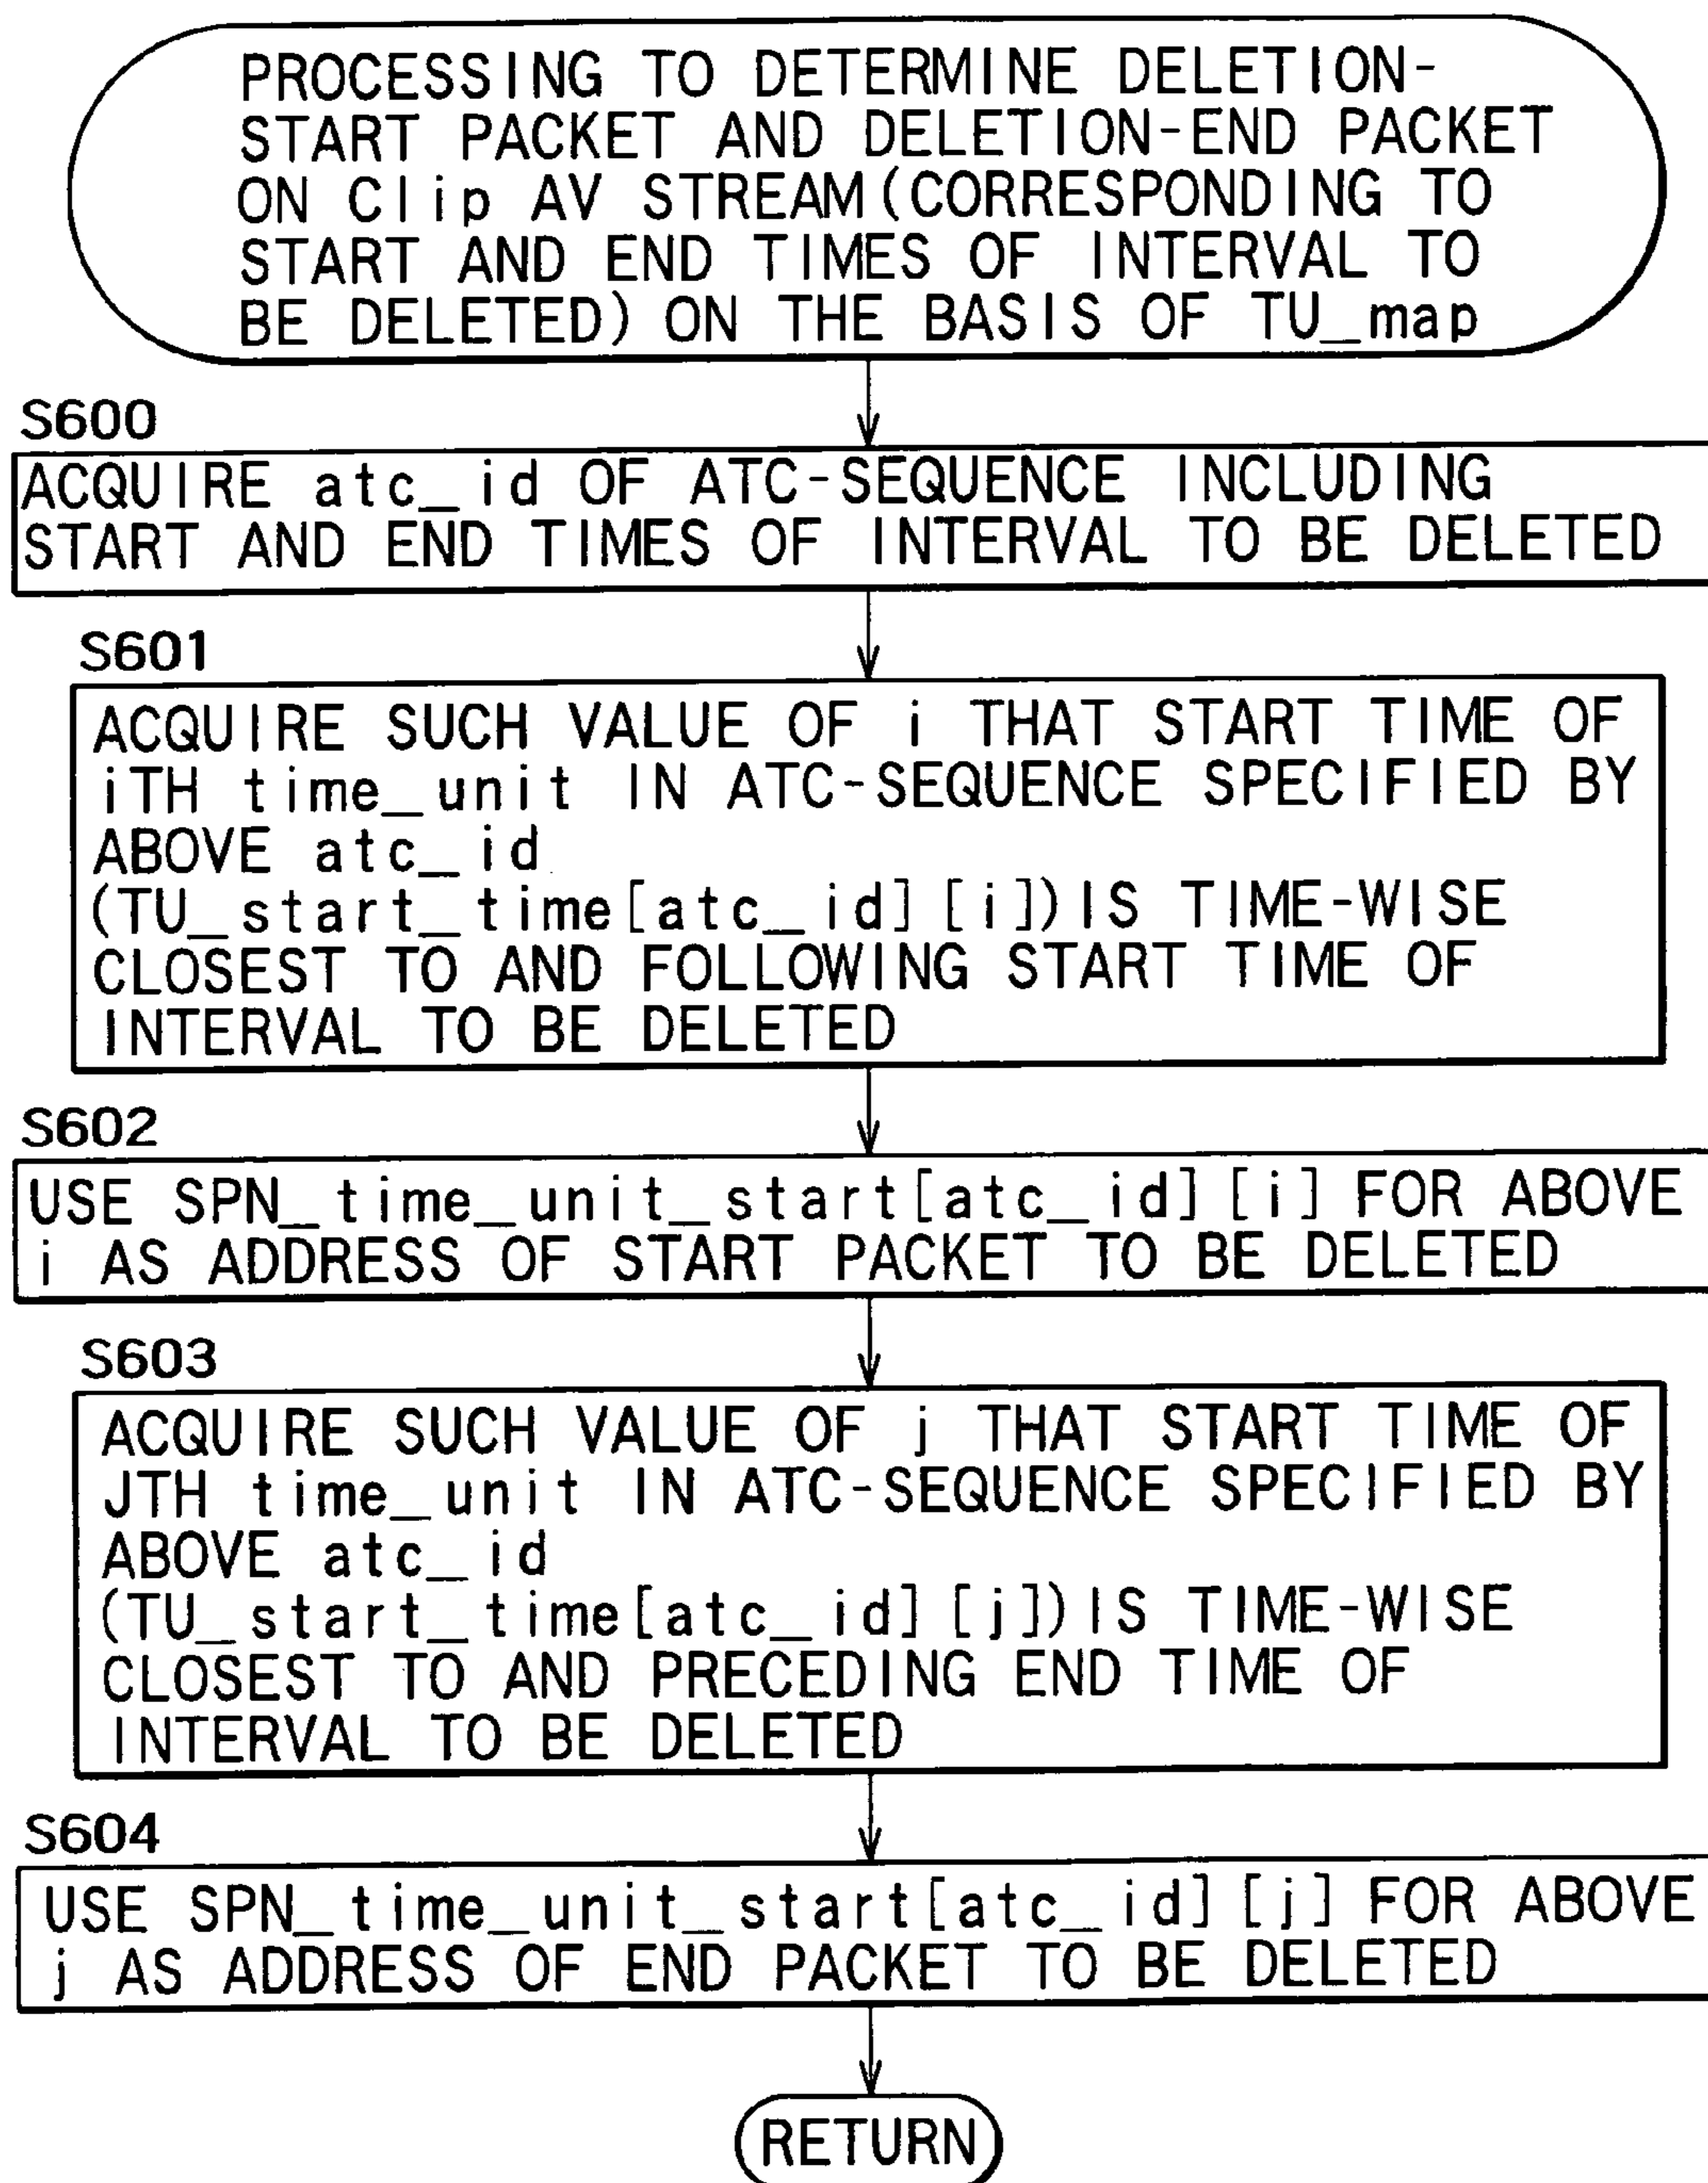 PROCESSING TO DETERMINE DELETION-
START PACKET AND DELETION-END PACKET
ON Clip AV STREAM(CORRESPONDING TO
START AND END TIMES OF INTERVAL TO
BE DELETED) ON THE BASIS OF TU_map
S600
ACQUIRE atc_id OF ATC-SEQUENCE INCLUDING
START AND END TIMES OF INTERVAL TO BE DELETED
S601
ACQUIRE SUCH VALUE OF i THAT START TIME OF
iTH time_unit IN ATC-SEQUENCE SPECIFIED BY
ABOVE atc_id
(TU_start_time[atc_id][i])IS TIME-WISE
CLOSEST TO AND FOLLOWING START TIME OF
INTERVAL TO BE DELETED
S602
USE SPN_time_unit_start[atc_id][i] FOR ABOVE
i AS ADDRESS OF START PACKET TO BE DELETED
S603
ACQUIRE SUCH VALUE OF j THAT START TIME OF
JTH time_unit IN ATC-SEQUENCE SPECIFIED BY
ABOVE atc_id
(TU_start_time[atc_id][j])IS TIME-WISE
CLOSEST TO AND PRECEDING END TIME OF
INTERVAL TO BE DELETED
S604
USE SPN_time_unit_start[atc_id][j] FOR ABOVE
j AS ADDRESS OF END PACKET TO BE DELETED
RETURN